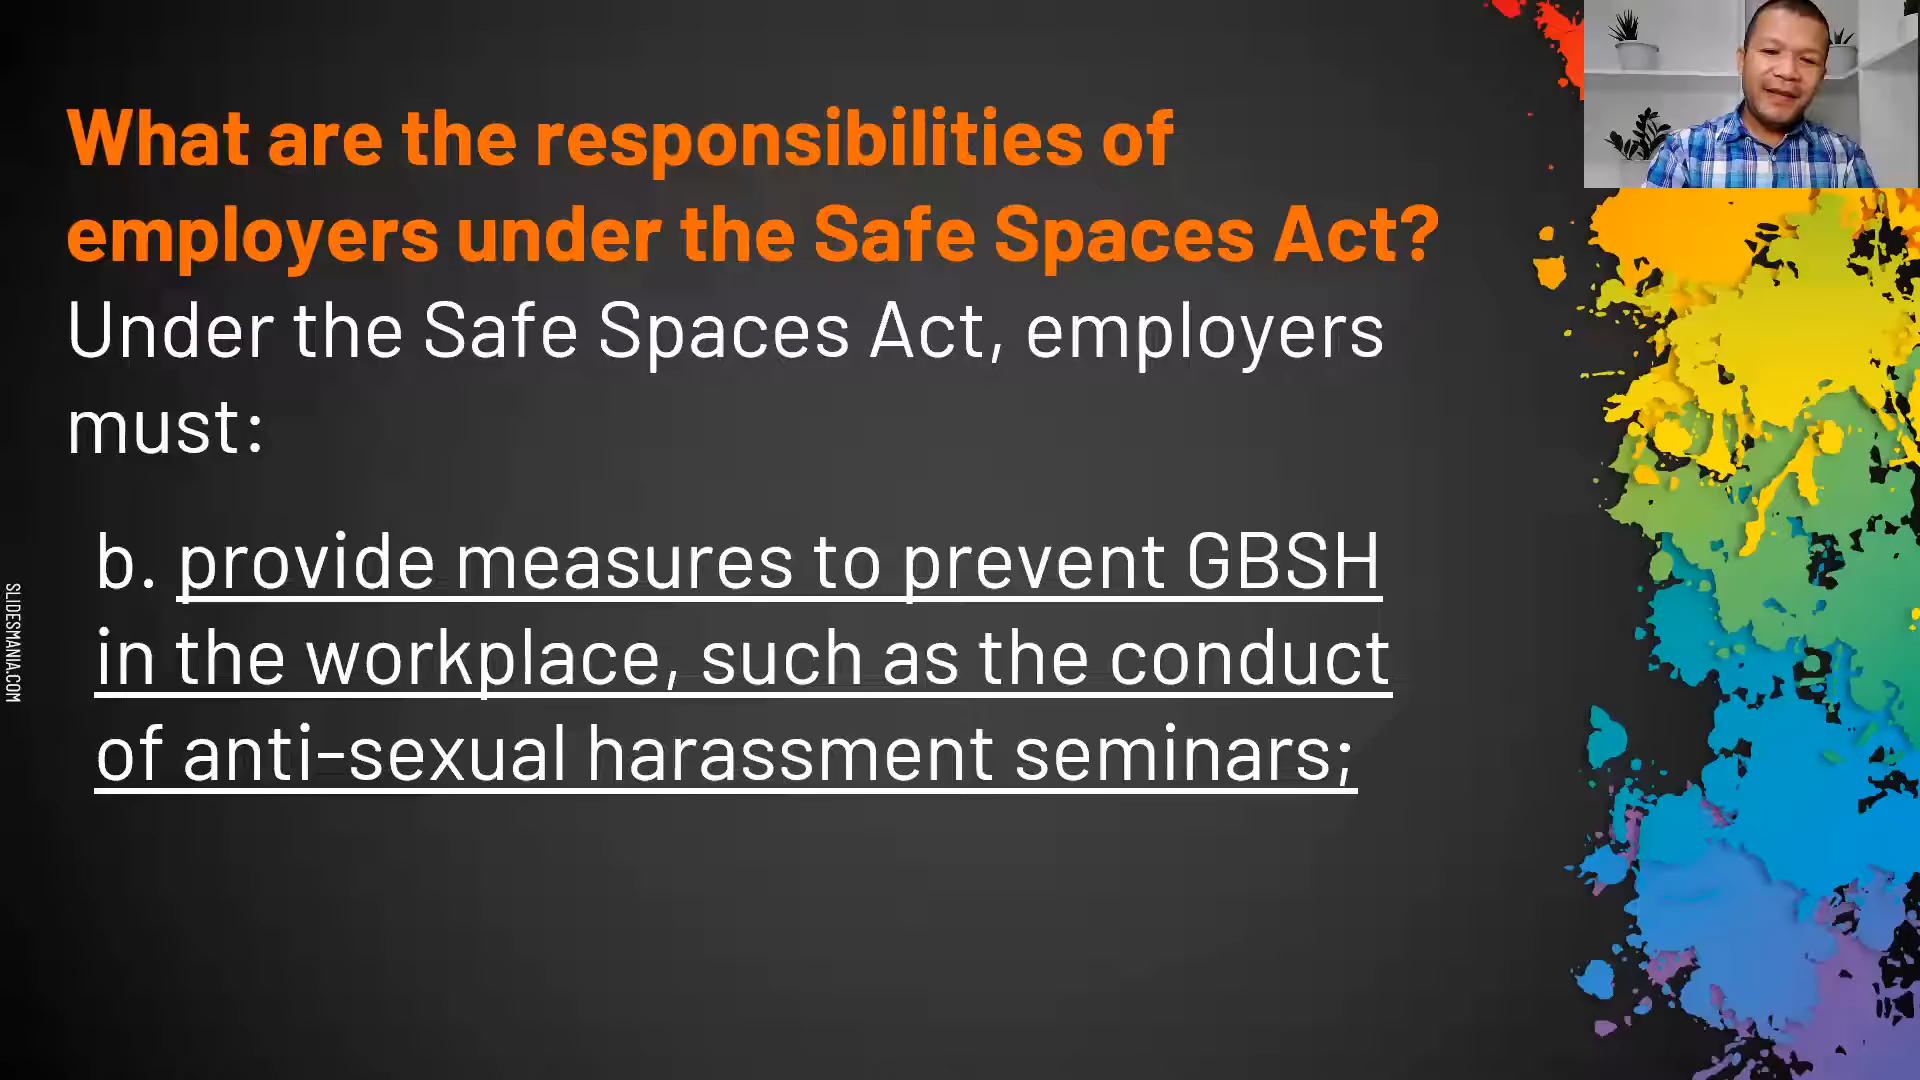 What are the responsibilities of
employers under the Safe Spaces Act?
Under the Safe Spaces Act, employers
must:
b. provide measures to prevent GBSH
in the workplace, such as the conduct
of anti-sexual harassment seminars;
SLIDESMANIA.COM